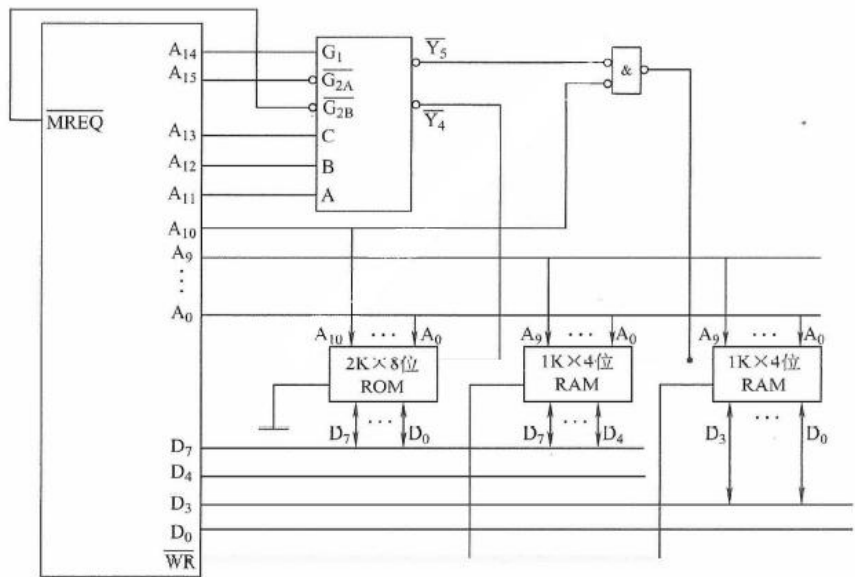 A14
G1
Y5
A15
G2A
&
G2B
Y4
MREQ
A13
C
A12
B
A11
A
A10
A9
⋮
A0
A10 ··· A0
A9 ··· A0
A9 ··· A0
2K×8位
ROM
1K×4位
RAM
1K×4位
RAM
D7 ··· D0
D7 ··· D4
D3 ··· D0
D7
D4
D3
D0
WR